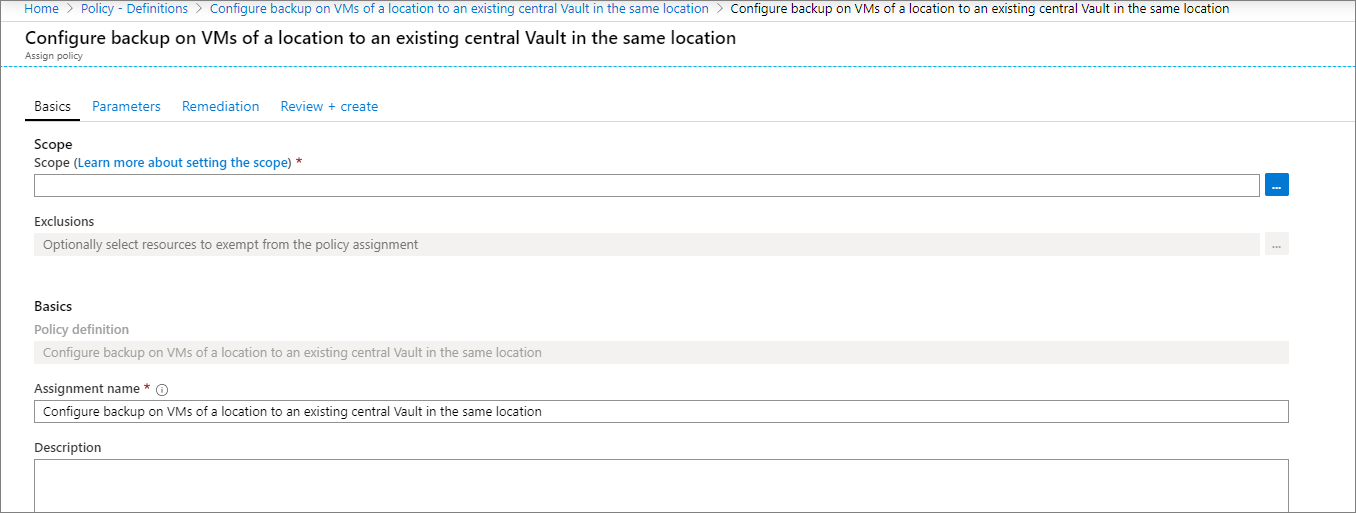 Home > Policy - Definitions > Configure backup on VMs of a location to an existing central Vault in the same location > Configure backup on VMs of a location to an existing central Vault in the same location
Configure backup on VMs of a location to an existing central Vault in the same location
Assign policy
Basics Parameters Remediation Review + create
Scope
Scope (Learn more about setting the scope) *
...
Exclusions
Optionally select resources to exempt from the policy assignment ...
Basics
Policy definition
Configure backup on VMs of a location to an existing central Vault in the same location
Assignment name *
Configure backup on VMs of a location to an existing central Vault in the same location
Description